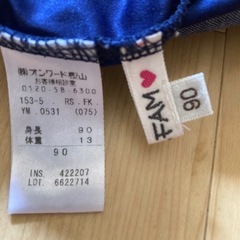 ㈱オンワード樫山
お客様相談室
0120-58-6300
153-5 . RS.FK.
YM .0531 (075)
身長 90
体重 13
90
INS. 422207
LOT. 6622714
FAM
90